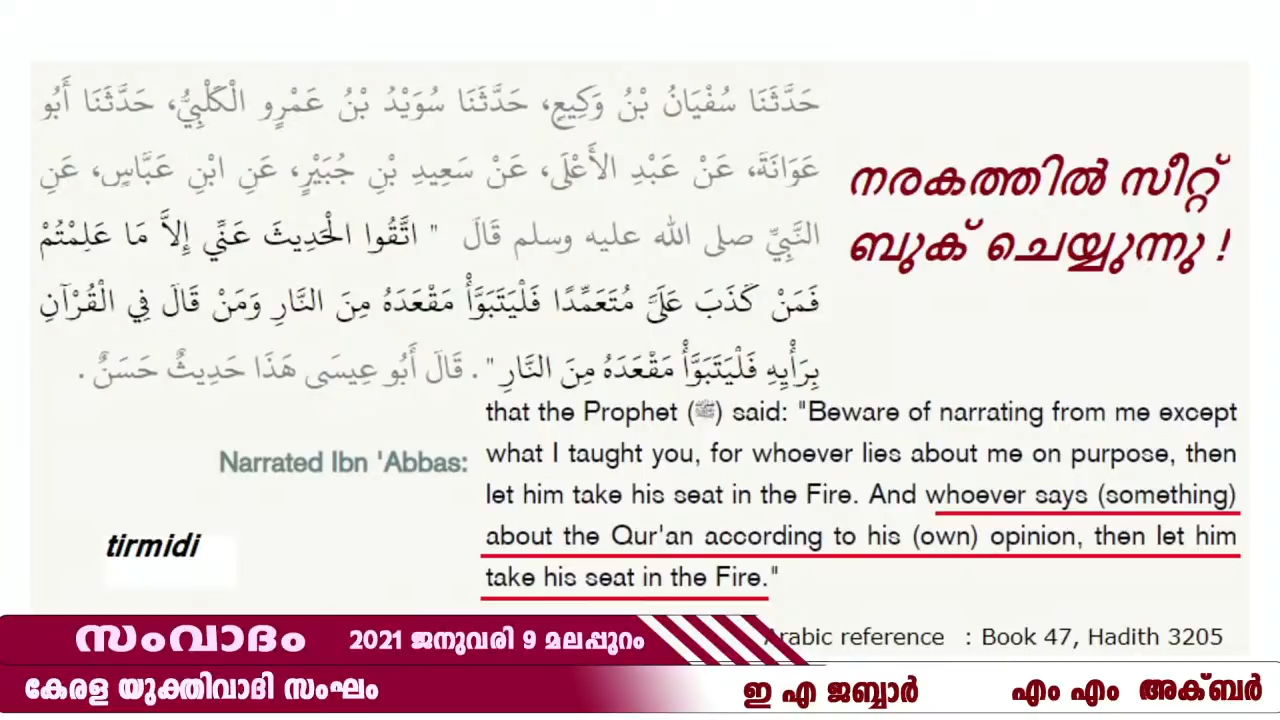 حَدَّثَنَا سُفْيَانُ بْنُ وَكِيعٍ، حَدَّثَنَا سُوَيْدُ بْنُ عَمْرٍو الْكَلْبِيُّ، حَدَّثَنَا أَبُو
عَوَانَةَ، عَنْ عَبْدِ الأَعْلَى، عَنْ سَعِيدِ بْنِ جُبَيْرٍ، عَنِ ابْنِ عَبَّاسٍ، عَنِ
النَّبِيِّ صلى الله عليه وسلم قَالَ " اتَّقُوا الْحَدِيثَ عَنِّي إِلاَّ مَا عَلِمْتُمْ
فَمَنْ كَذَبَ عَلَىَّ مُتَعَمِّدًا فَلْيَتَبَوَّأْ مَقْعَدَهُ مِنَ النَّارِ وَمَنْ قَالَ فِي الْقُرْآنِ
بِرَأْيِهِ فَلْيَتَبَوَّأْ مَقْعَدَهُ مِنَ النَّارِ " . قَالَ أَبُو عِيسَى هَذَا حَدِيثٌ حَسَنٌ .
നരകത്തിൽ സീറ്റ്
ബുക് ചെയ്യുന്നു !
Narrated Ibn 'Abbas:
that the Prophet (ﷺ) said: "Beware of narrating from me except
what I taught you, for whoever lies about me on purpose, then
let him take his seat in the Fire. And whoever says (something)
about the Qur'an according to his (own) opinion, then let him
take his seat in the Fire."
tirmidi
Arabic reference : Book 47, Hadith 3205
സംവാദം 2021 ജനുവരി 9 മലപ്പുറം
കേരള യുക്തിവാദി സംഘം
ഇ എ ജബ്ബാർ എം എം അക്ബർ